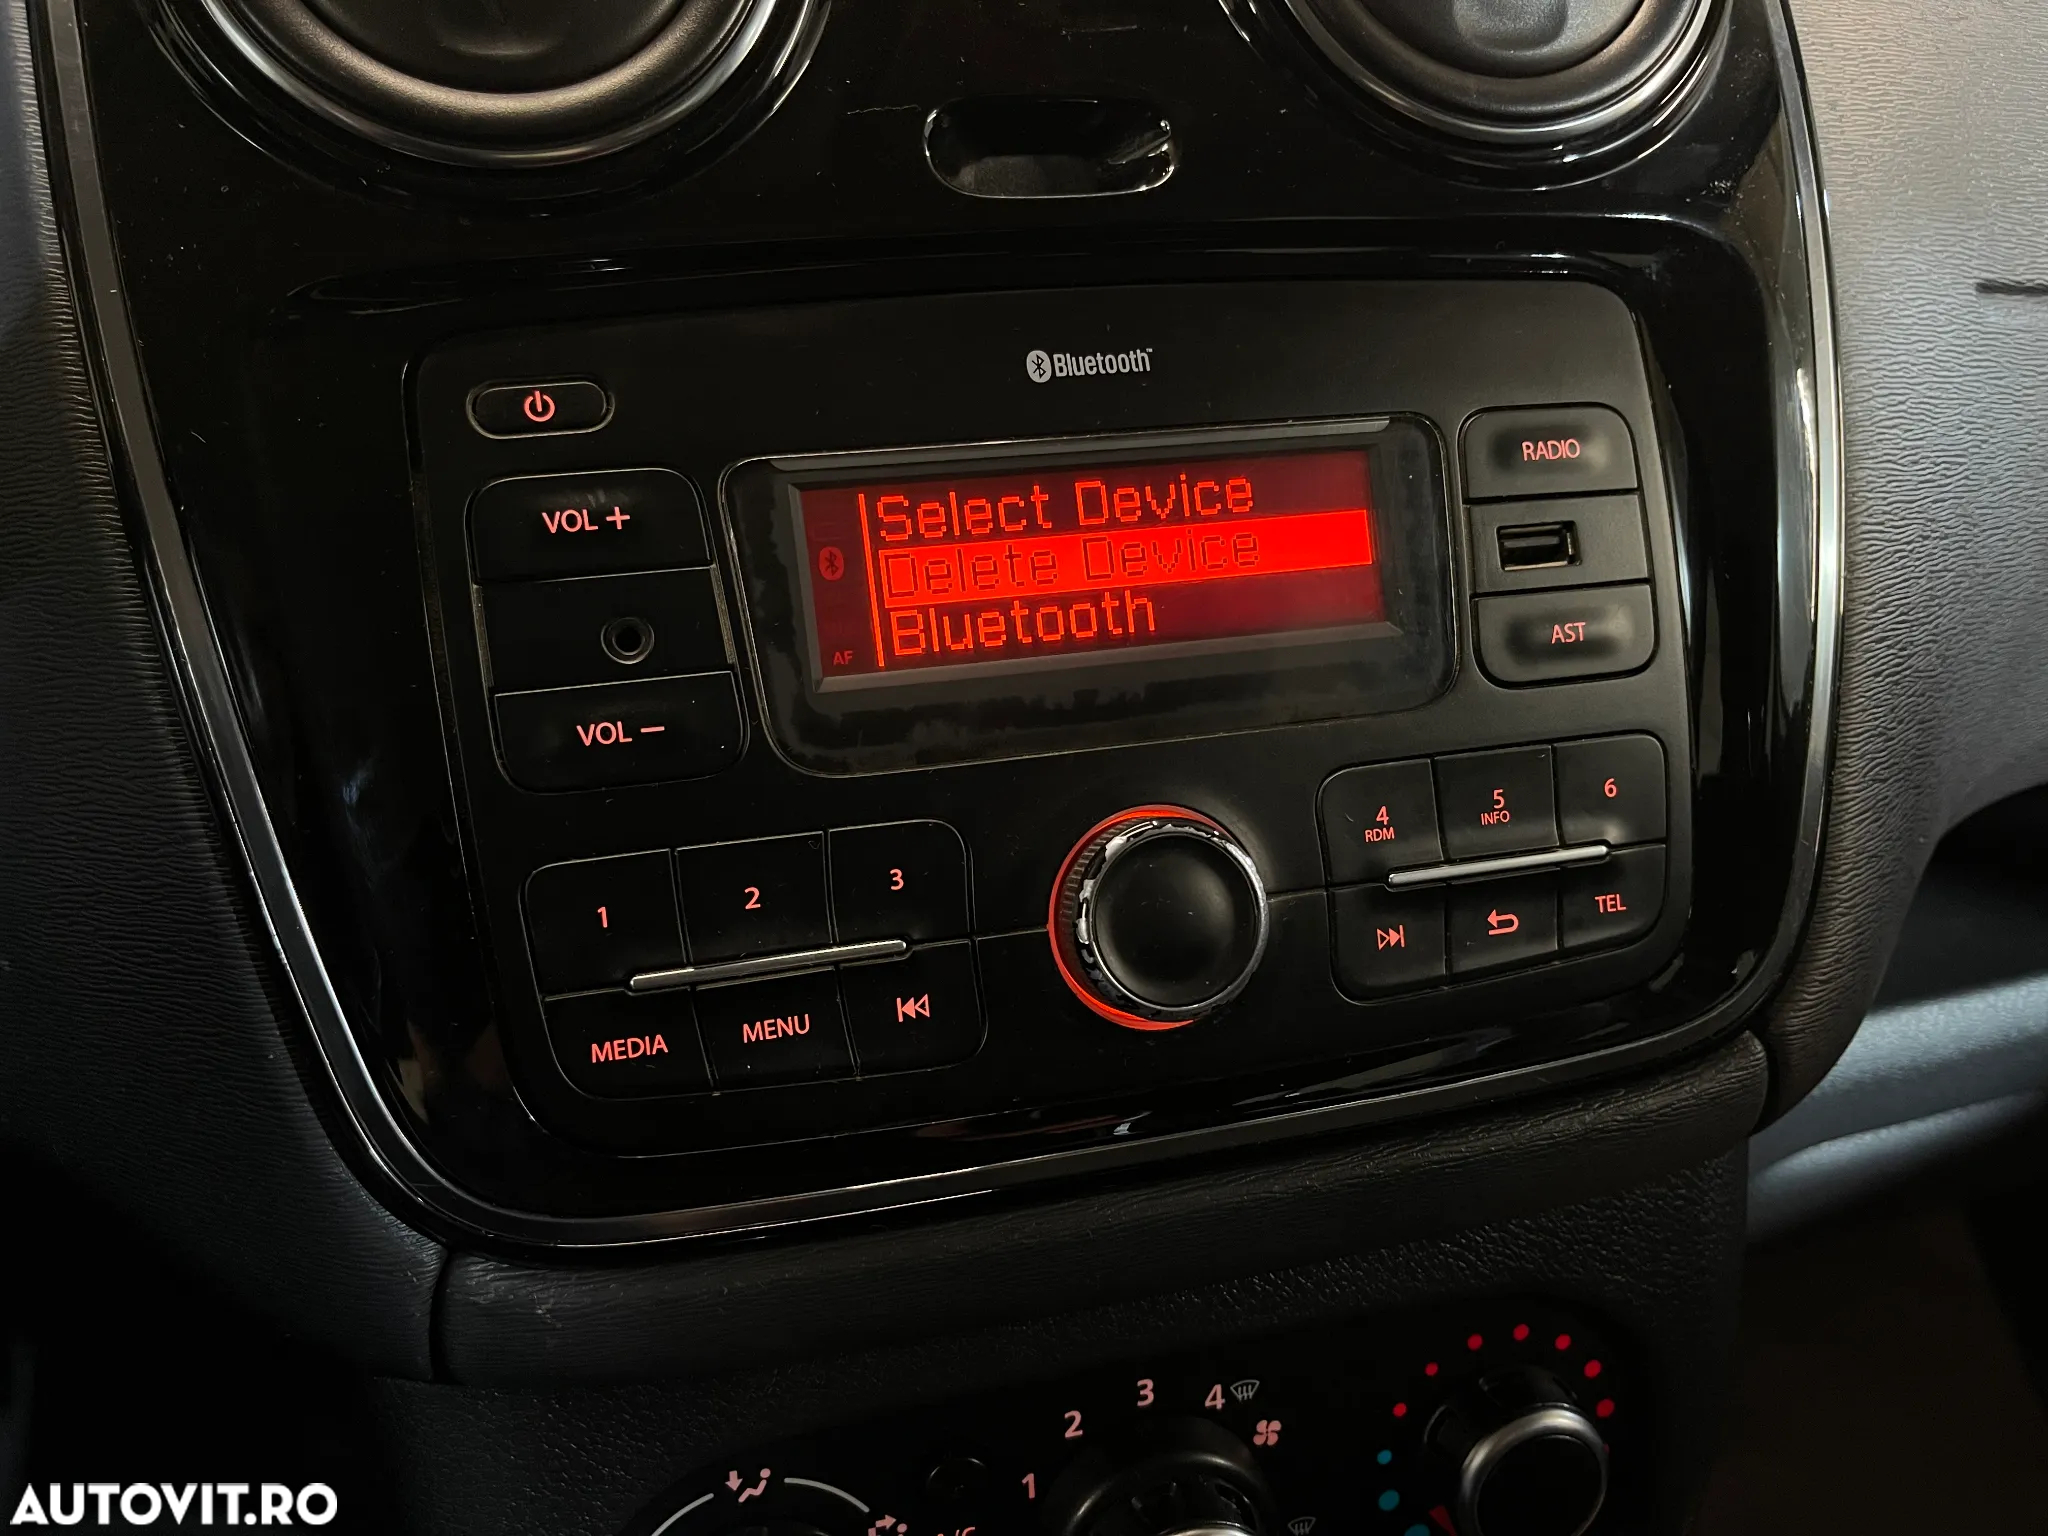 Bluetooth™
RADIO
VOL +
Select Device
Delete Device
Bluetooth
AF
AST
VOL −
1 2 3
4 RDM
5 INFO
6
MEDIA MENU
TEL
1 2 3 4
A/C
AUTOVIT.RO